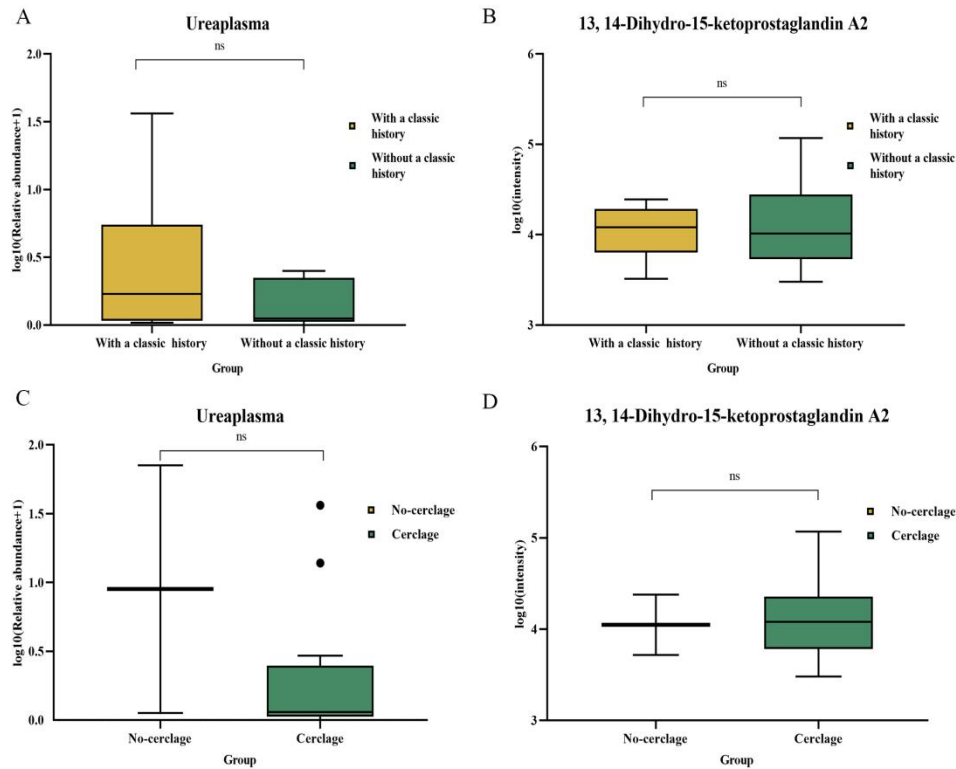 A
Ureaplasma
ns
2.0
1.5
1.0
0.5
0.0
log10(Relative abundance+1)
With a classic
history
Without a classic
history
With a classic  history
Without a classic history
Group
B
13, 14-Dihydro-15-ketoprostaglandin A2
ns
6
5
4
3
log10(intensity)
With a classic
history
Without a classic
history
With a classic history
Without a classic history
Group
C
Ureaplasma
ns
2.0
1.5
1.0
0.5
0.0
log10(Relative abundance+1)
No-cerclage
Cerclage
No-cerclage
Cerclage
Group
D
13, 14-Dihydro-15-ketoprostaglandin A2
ns
6
5
4
3
log10(intensity)
No-cerclage
Cerclage
No-cerclage
Cerclage
Group